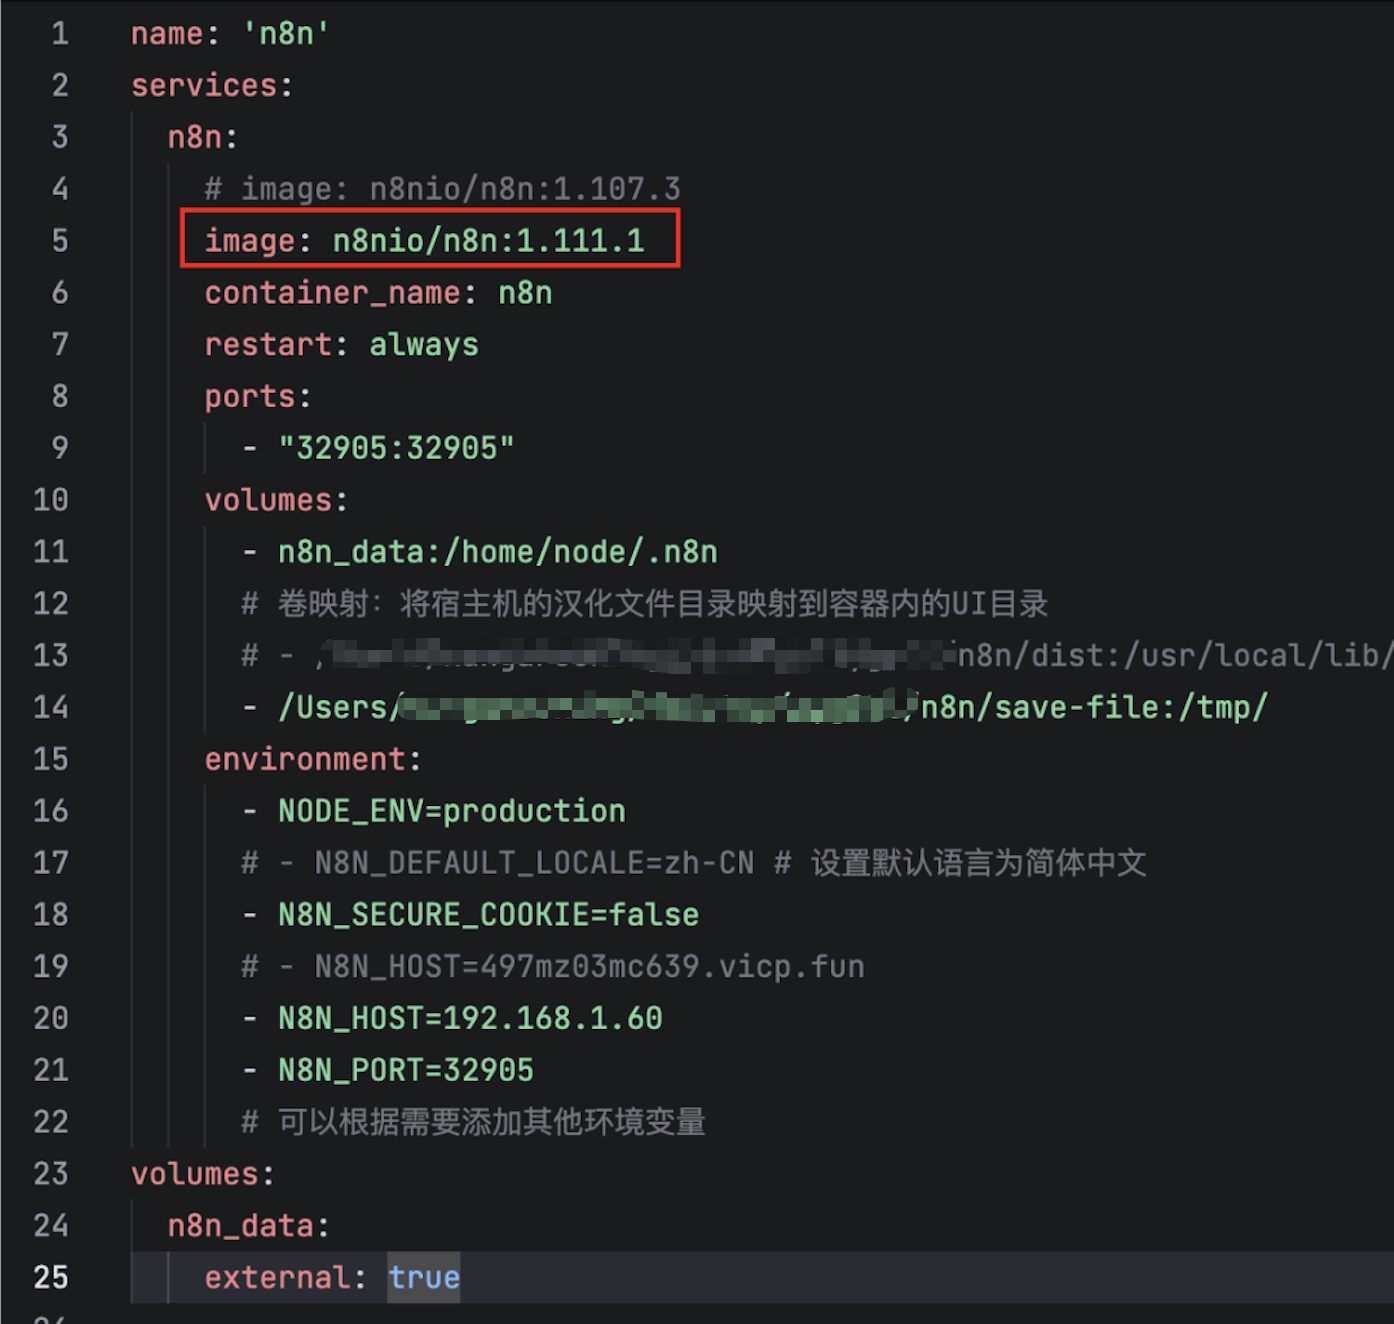 1 name: 'n8n'
2 services:
3 n8n:
4 # image: n8nio/n8n:1.107.3
5 image: n8nio/n8n:1.111.1
6 container_name: n8n
7 restart: always
8 ports:
9 - "32905:32905"
10 volumes:
11 - n8n_data:/home/node/.n8n
12 # 卷映射：将宿主机的汉化文件目录映射到容器内的UI目录
13 # - /n8n/dist:/usr/local/lib/
14 - /Users/ /n8n/save-file:/tmp/
15 environment:
16 - NODE_ENV=production
17 # - N8N_DEFAULT_LOCALE=zh-CN # 设置默认语言为简体中文
18 - N8N_SECURE_COOKIE=false
19 # - N8N_HOST=497mz03mc639.vicp.fun
20 - N8N_HOST=192.168.1.60
21 - N8N_PORT=32905
22 # 可以根据需要添加其他环境变量
23 volumes:
24 n8n_data:
25 external: true